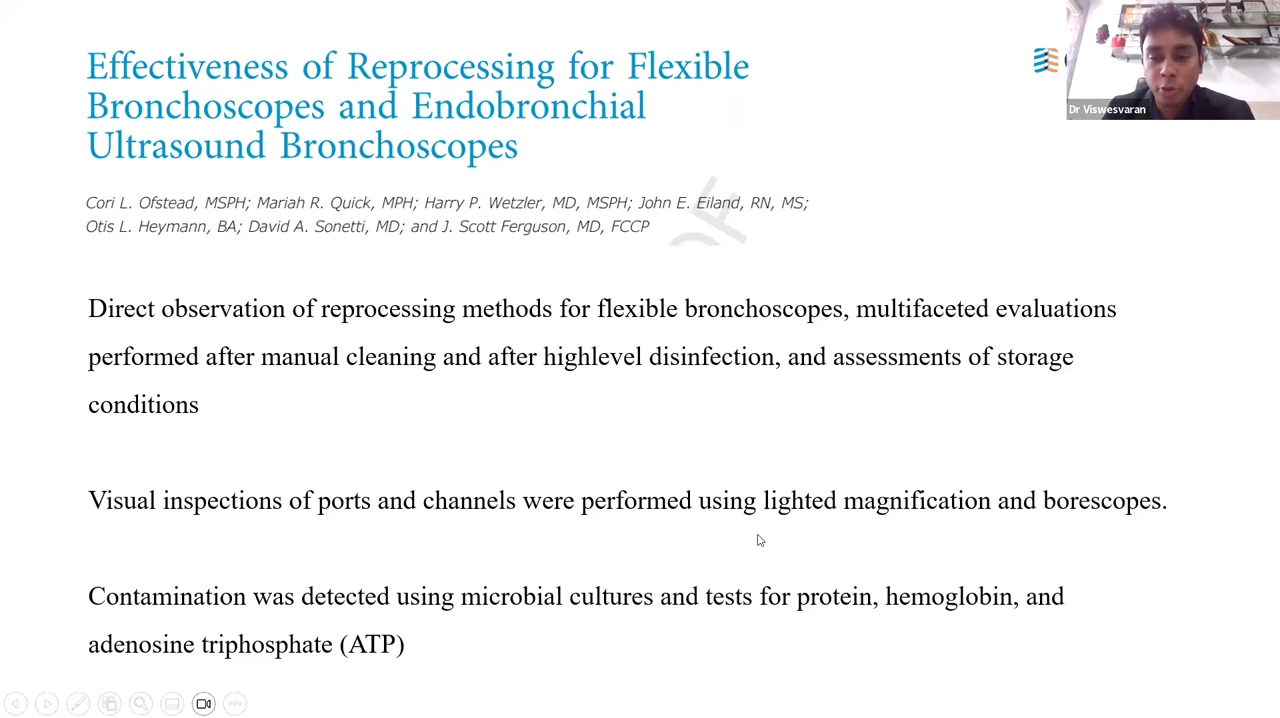 Effectiveness of Reprocessing for Flexible
Bronchoscopes and Endobronchial
Ultrasound Bronchoscopes
Dr Viswesvaran
Cori L. Ofstead, MSPH; Mariah R. Quick, MPH; Harry P. Wetzler, MD, MSPH; John E. Eiland, RN, MS;
Otis L. Heymann, BA; David A. Sonetti, MD; and J. Scott Ferguson, MD, FCCP
Direct observation of reprocessing methods for flexible bronchoscopes, multifaceted evaluations
performed after manual cleaning and after highlevel disinfection, and assessments of storage
conditions
Visual inspections of ports and channels were performed using lighted magnification and borescopes.
Contamination was detected using microbial cultures and tests for protein, hemoglobin, and
adenosine triphosphate (ATP)